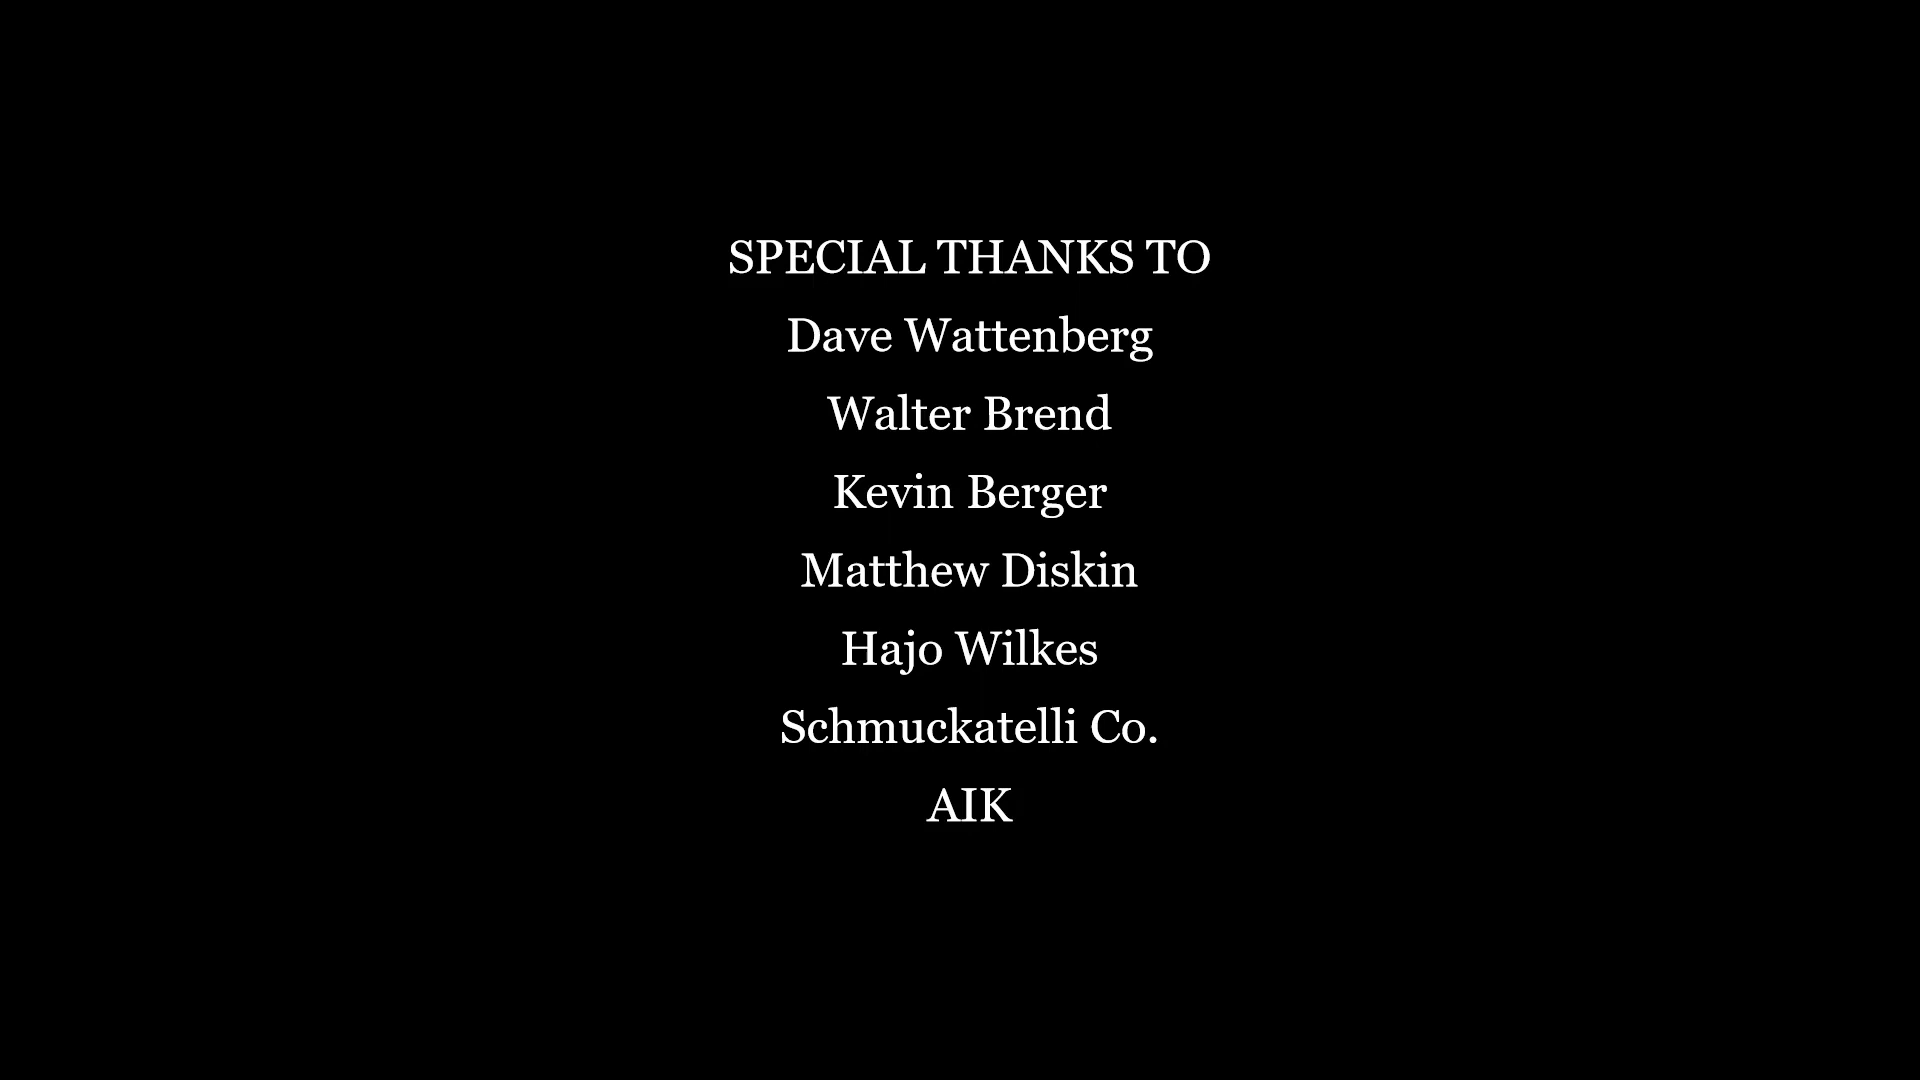 SPECIAL THANKS TO
Dave Wattenberg
Walter Brend
Kevin Berger
Matthew Diskin
Hajo Wilkes
Schmuckatelli Co.
AIK